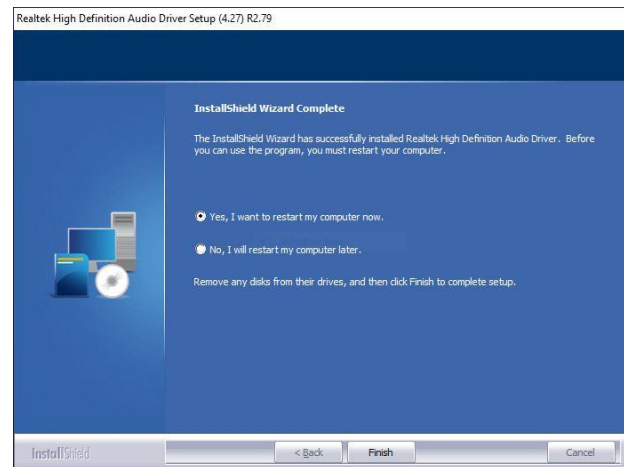 Realtek High Definition Audio Driver Setup (4.27) R2.79
InstallShield Wizard Complete
The InstallShield Wizard has successfully installed Realtek High Definition Audio Driver.  Before
you can use the program, you must restart your computer.
Yes, I want to restart my computer now.
No, I will restart my computer later.
Remove any disks from their drives, and then click Finish to complete setup.
InstallShield
< Back
Finish
Cancel